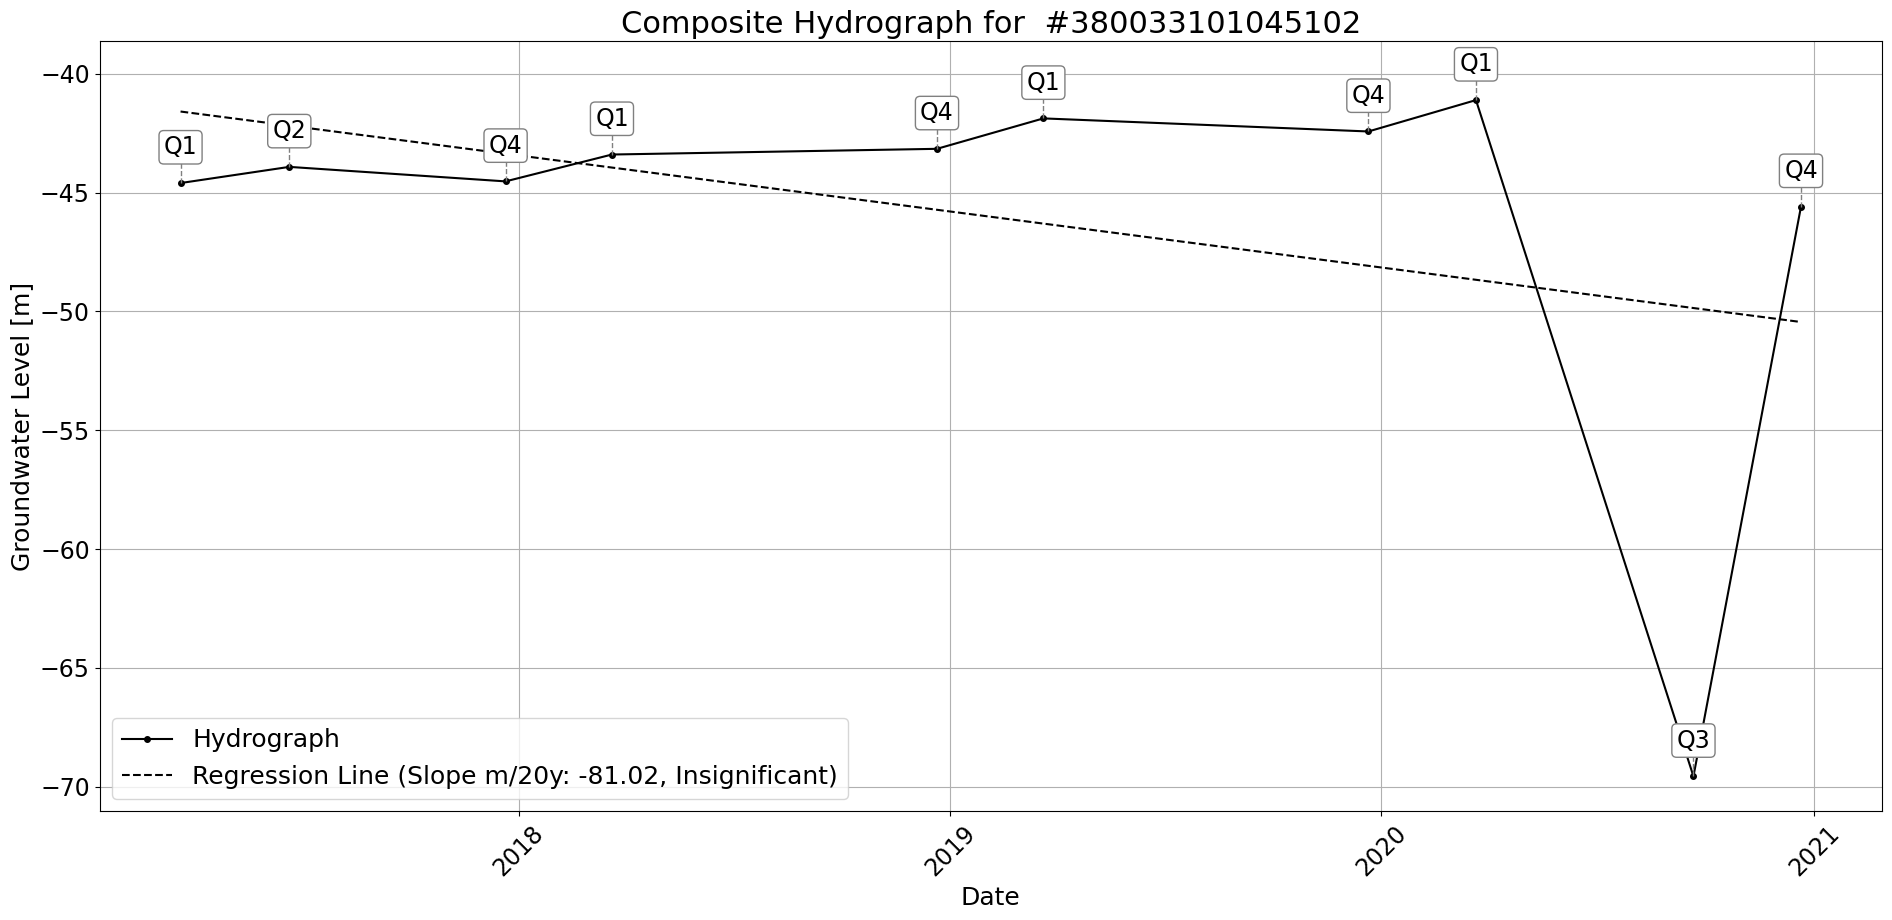 Composite Hydrograph for  #380033101045102
Groundwater Level [m]
−40
−45
−50
−55
−60
−65
−70
Q1
Q2
Q4
Q1
Q4
Q1
Q4
Q1
Q3
Q4
Hydrograph
Regression Line (Slope m/20y: -81.02, Insignificant)
2018
2019
2020
2021
Date